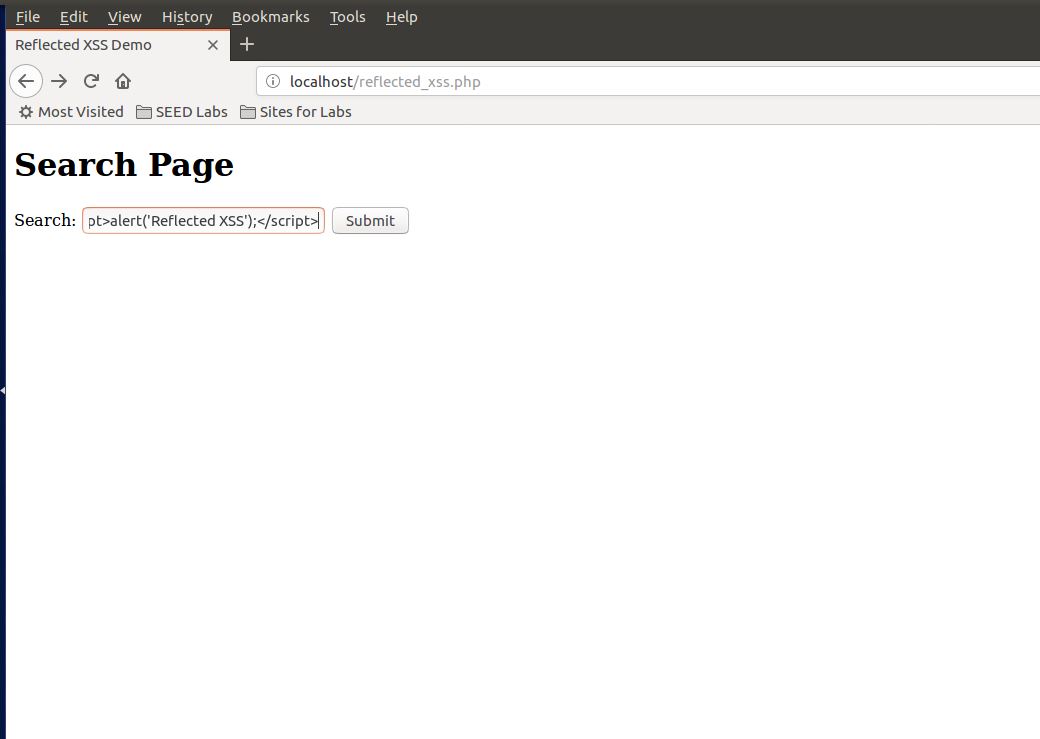 File Edit View History Bookmarks Tools Help
Reflected XSS Demo
localhost/reflected_xss.php
Most Visited SEED Labs Sites for Labs
Search Page
Search: pt>alert('Reflected XSS');</script> Submit